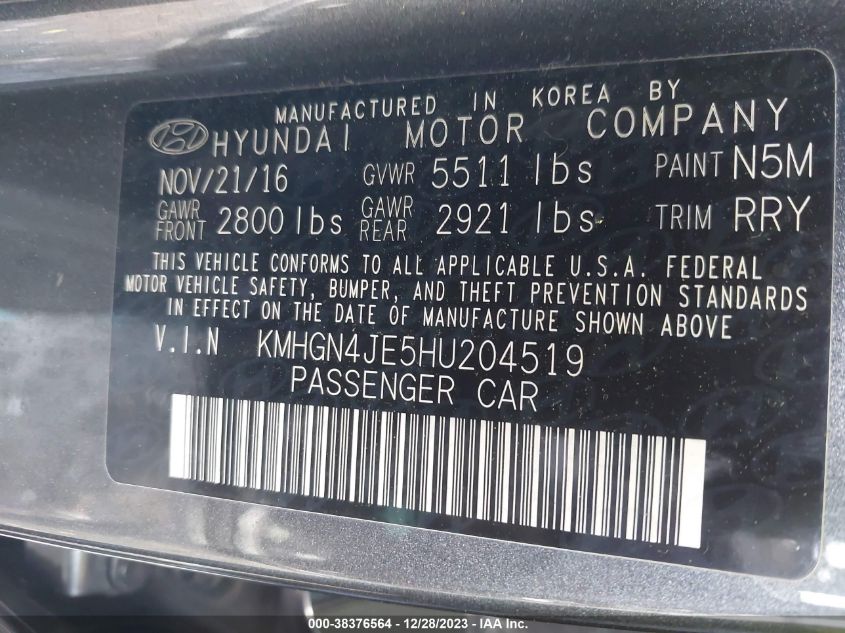 MANUFACTURED IN KOREA BY
HYUNDAI MOTOR COMPANY
NOV/21/16 GVWR 5511 lbs PAINT N5M
GAWR FRONT 2800 lbs GAWR REAR 2921 lbs TRIM RRY
THIS VEHICLE CONFORMS TO ALL APPLICABLE U.S.A. FEDERAL
MOTOR VEHICLE SAFETY, BUMPER, AND THEFT PREVENTION STANDARDS
IN EFFECT ON THE DATE OF MANUFACTURE SHOWN ABOVE
V.I.N KMHGN4JE5HU204519
PASSENGER CAR
000-38376564 - 12/28/2023 - IAA Inc.